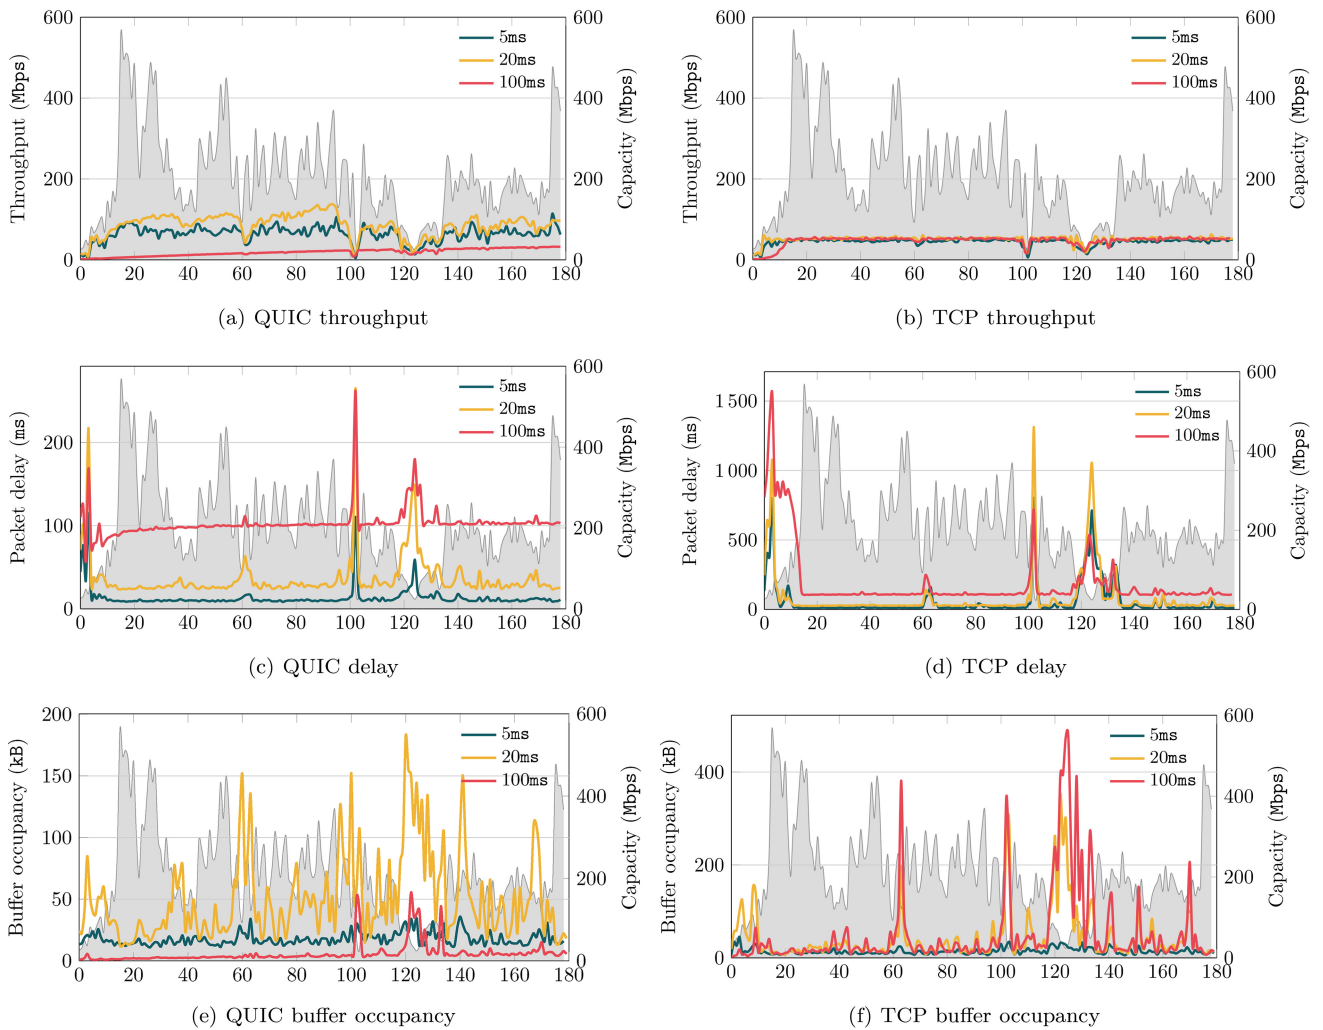 600
400
200
0
Throughput (Mbps)
5ms
20ms
100ms
600
400
200
0
Capacity (Mbps)
0 20 40 60 80 100 120 140 160 180
(a) QUIC throughput
600
400
200
0
Throughput (Mbps)
5ms
20ms
100ms
600
400
200
0
Capacity (Mbps)
0 20 40 60 80 100 120 140 160 180
(b) TCP throughput
200
100
0
Packet delay (ms)
5ms
20ms
100ms
600
400
200
0
Capacity (Mbps)
0 20 40 60 80 100 120 140 160 180
(c) QUIC delay
1 500
1 000
500
0
Packet delay (ms)
5ms
20ms
100ms
600
400
200
0
Capacity (Mbps)
0 20 40 60 80 100 120 140 160 180
(d) TCP delay
200
150
100
50
0
Buffer occupancy (kB)
5ms
20ms
100ms
600
400
200
0
Capacity (Mbps)
0 20 40 60 80 100 120 140 160 180
(e) QUIC buffer occupancy
400
200
0
Buffer occupancy (kB)
5ms
20ms
100ms
600
400
200
0
Capacity (Mbps)
0 20 40 60 80 100 120 140 160 180
(f) TCP buffer occupancy